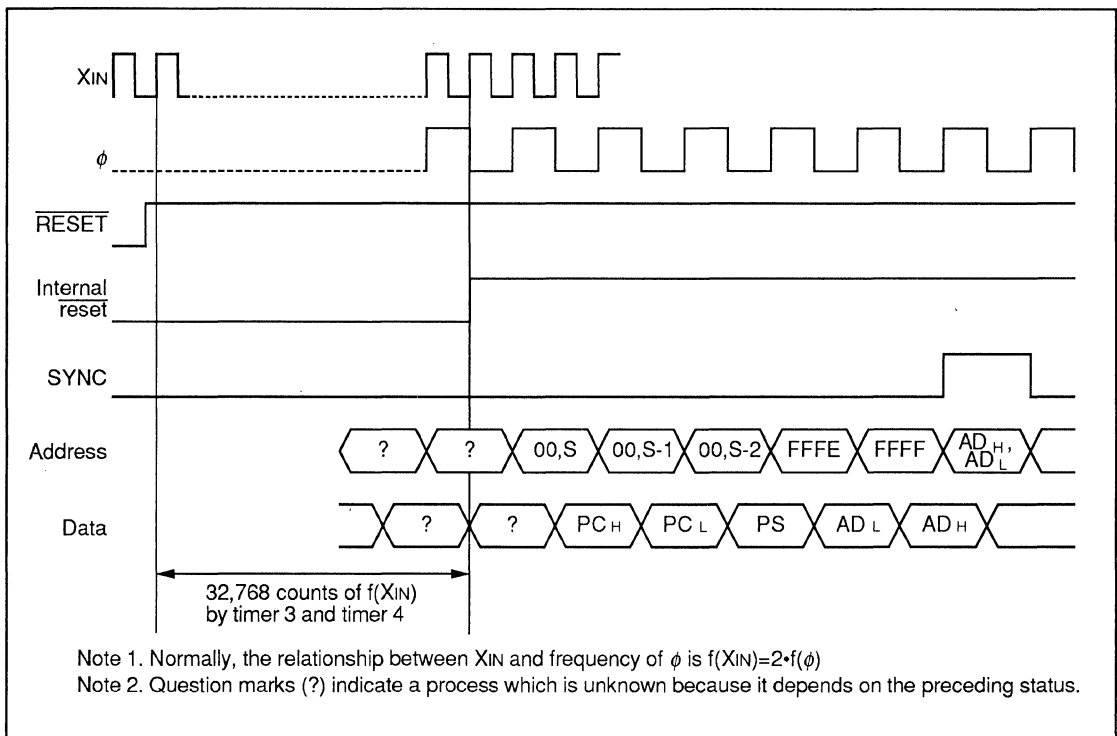 XIN
ϕ
RESET
Internal
reset
SYNC
Address
? ? 00,S 00,S-1 00,S-2 FFFE FFFF ADH,
ADL
Data
? ? PCH PCL PS ADL ADH
32,768 counts of f(XIN)
by timer 3 and timer 4
Note 1. Normally, the relationship between XIN and frequency of ϕ is f(XIN)=2•f(ϕ)
Note 2. Question marks (?) indicate a process which is unknown because it depends on the preceding status.